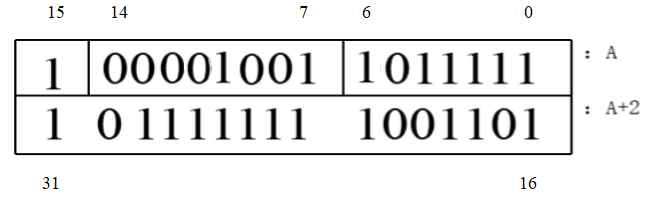 15 14 7 6 0
1 00001001 1011111 : A
1 0 1111111 1001101 : A+2
31 16